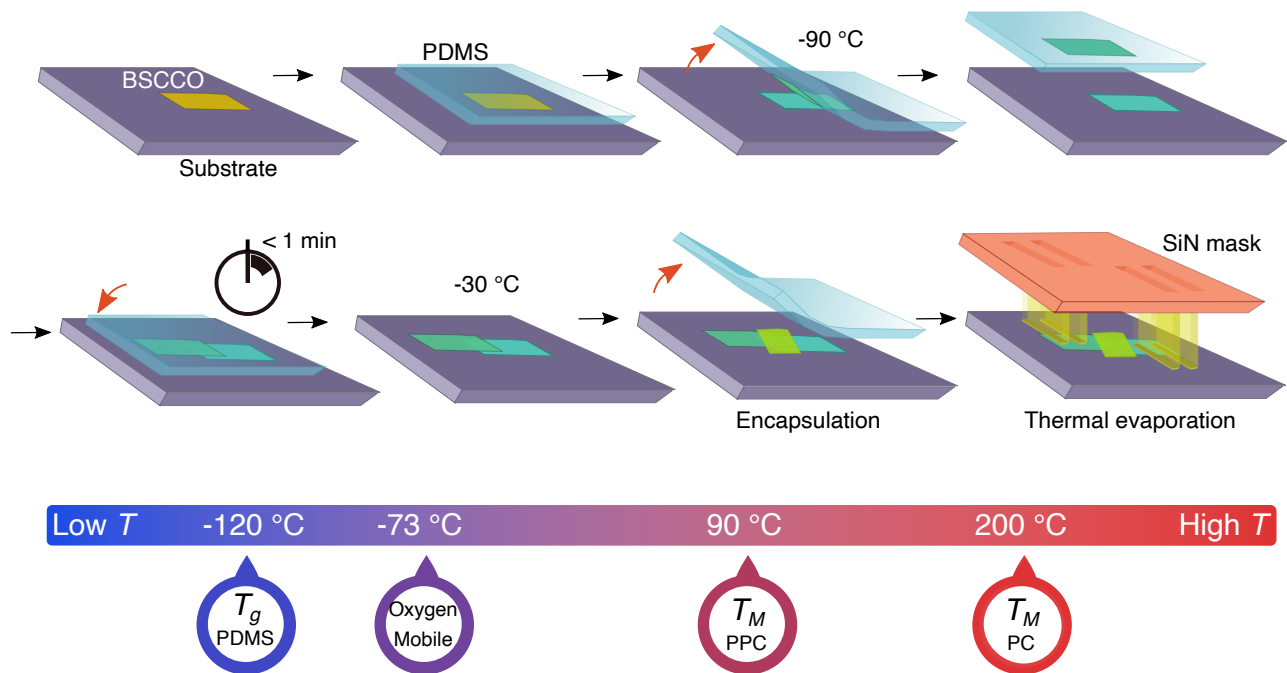 BSCCO
Substrate
PDMS
-90 °C
< 1 min
-30 °C
Encapsulation
SiN mask
Thermal evaporation
Low T
-120 °C
-73 °C
90 °C
200 °C
High T
Tg
PDMS
Oxygen
Mobile
TM
PPC
TM
PC